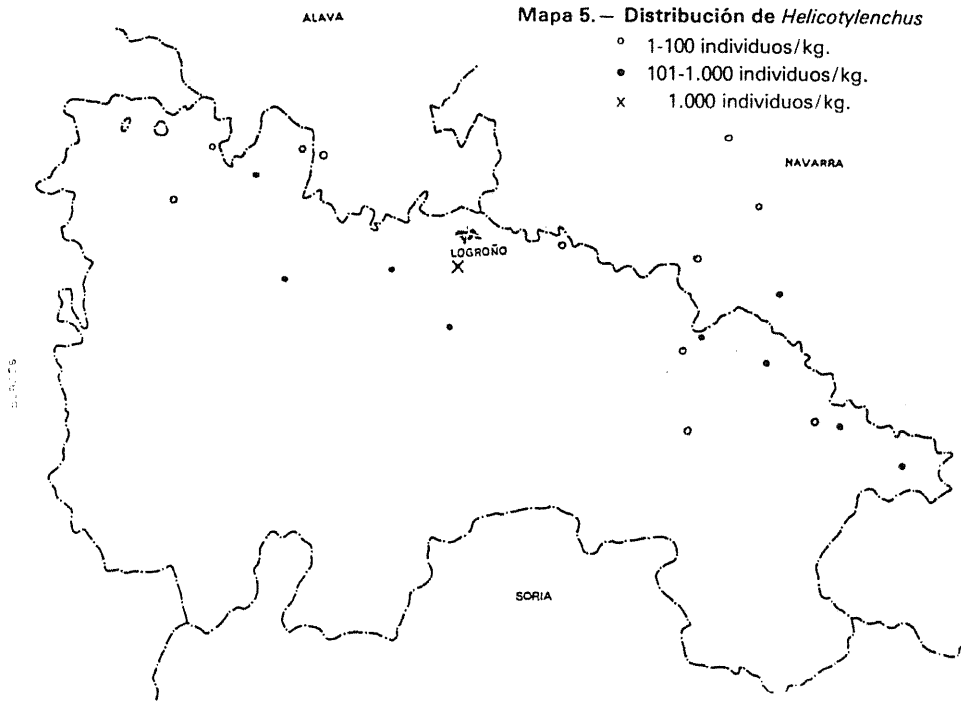 ALAVA
Mapa 5.— Distribución de Helicotylenchus
1-100 individuos/kg.
101-1.000 individuos/kg.
x 1.000 individuos/kg.
NAVARRA
LOGROÑO
SORIA